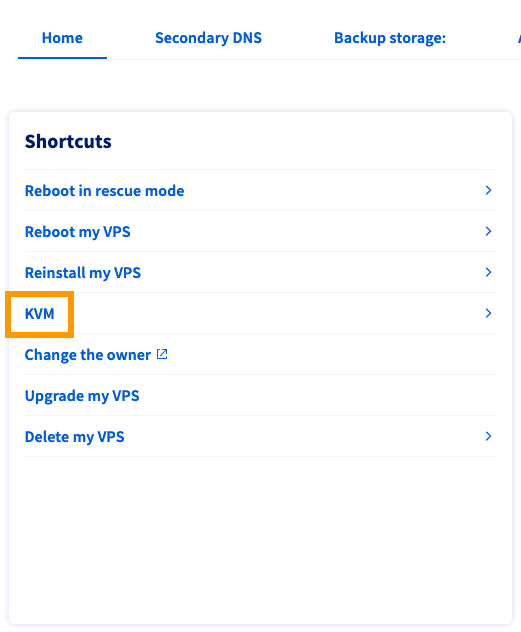 Home Secondary DNS Backup storage:
Shortcuts
Reboot in rescue mode
Reboot my VPS
Reinstall my VPS
KVM
Change the owner
Upgrade my VPS
Delete my VPS